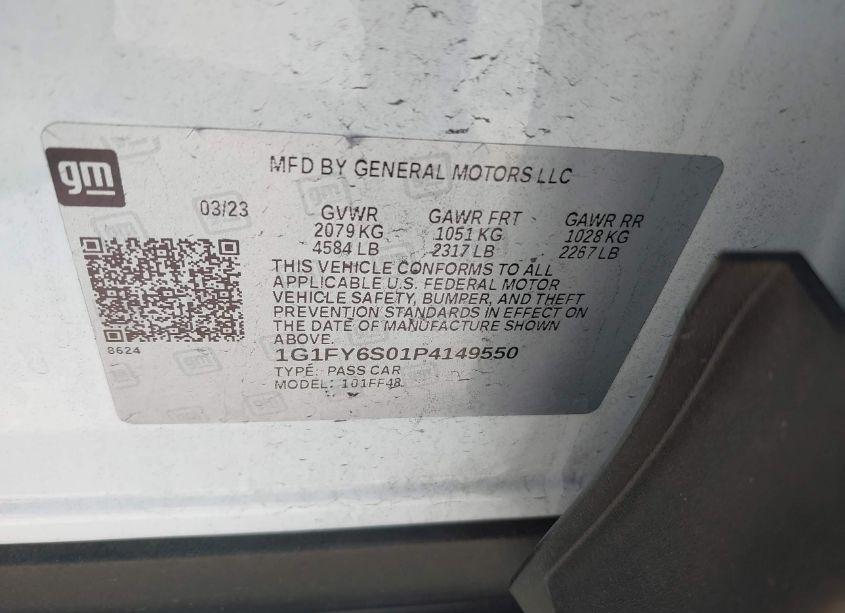 gm
MFD BY GENERAL MOTORS LLC
03/23 GVWR GAWR FRT GAWR RR
2079 KG 1051 KG 1028 KG
4584 LB 2317 LB 2267 LB
THIS VEHICLE CONFORMS TO ALL
APPLICABLE U.S. FEDERAL MOTOR
VEHICLE SAFETY, BUMPER, AND THEFT
PREVENTION STANDARDS IN EFFECT ON
THE DATE OF MANUFACTURE SHOWN
ABOVE.
8624
1G1FY6S01P4149550
TYPE: PASS CAR
MODEL: 1G1FF48